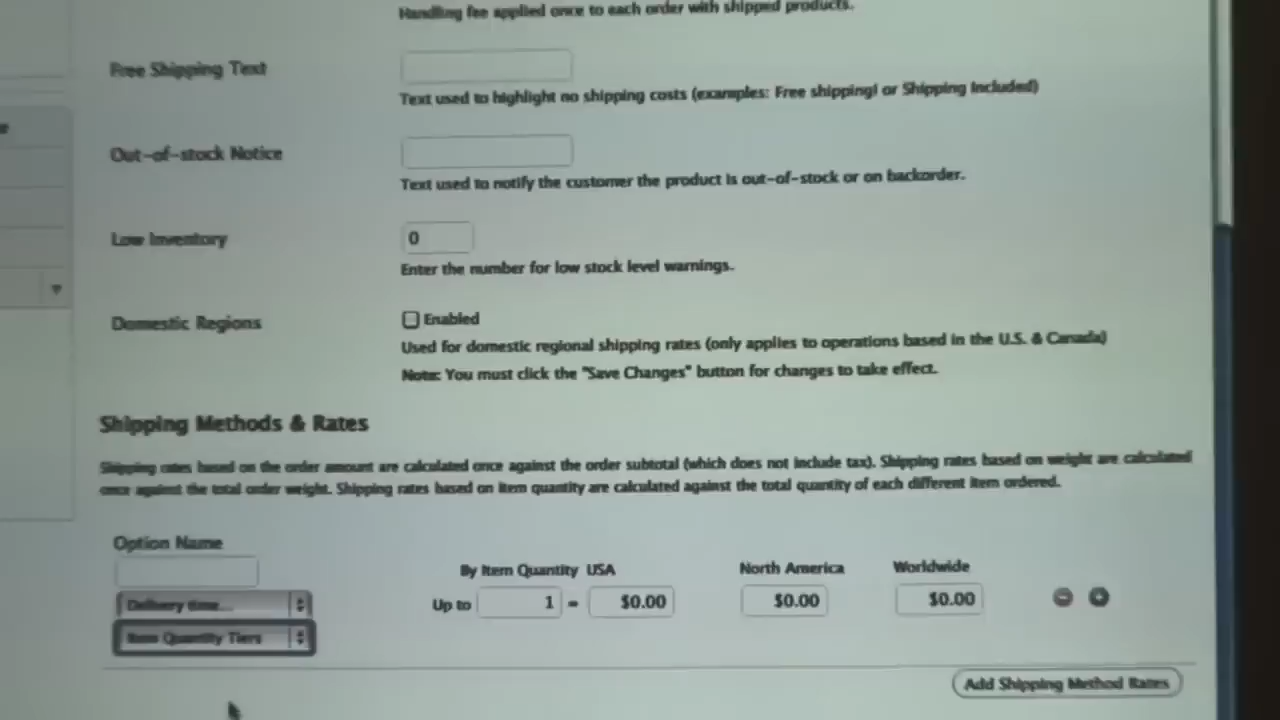 Handling fee applied once to each order with shipped products.
Free Shipping Text
Text used to highlight no shipping costs (examples: Free shipping! or Shipping Included)
Out-of-stock Notice
Text used to notify the customer the product is out-of-stock or on backorder.
Low Inventory
0
Enter the number for low stock level warnings.
Domestic Regions
Enabled
Used for domestic regional shipping rates (only applies to operations based in the U.S. & Canada)
Note: You must click the "Save Changes" button for changes to take effect.
Shipping Methods & Rates
Shipping rates based on the order amount are calculated once against the order subtotal (which does not include tax). Shipping rates based on weight are calculated
once against the total order weight. Shipping rates based on item quantity are calculated against the total quantity of each different item ordered.
Option Name
By Item Quantity USA North America Worldwide
Delivery time...
Up to 1 = $0.00 $0.00 $0.00
Item Quantity Tiers
Add Shipping Method Rates